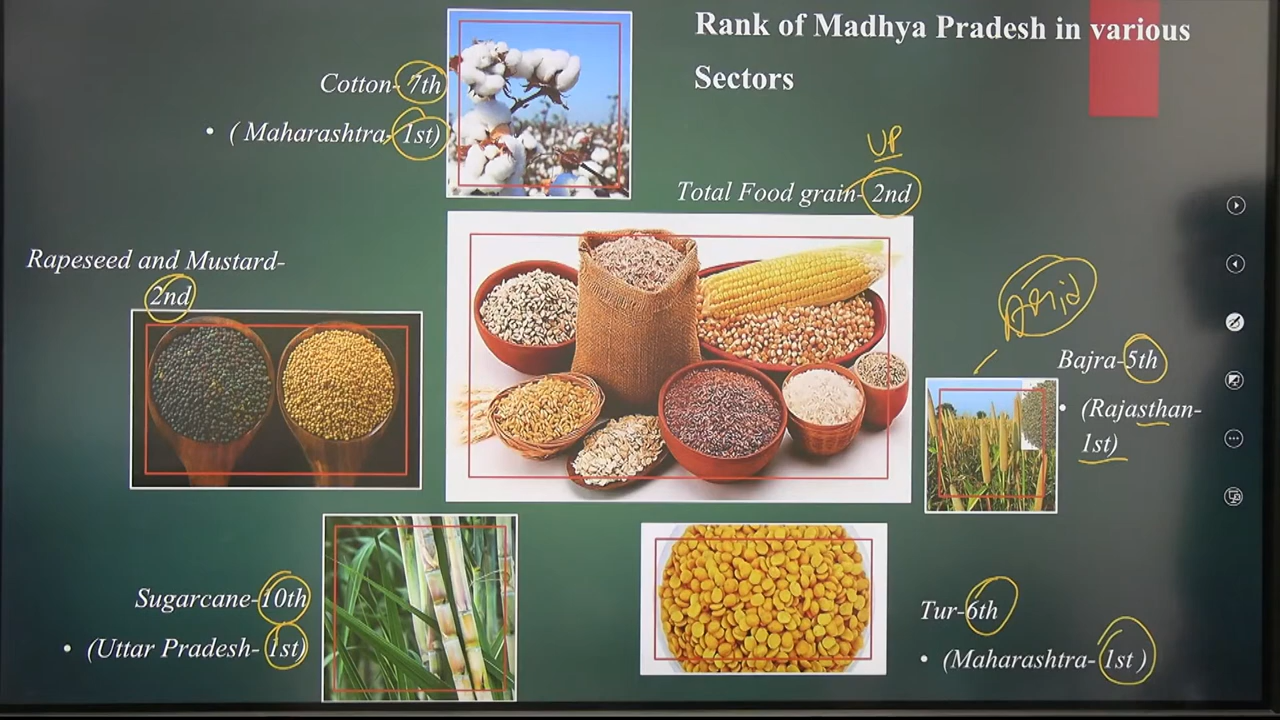 Rank of Madhya Pradesh in various
Sectors
Cotton- 7th
• ( Maharashtra- 1st)
UP
Total Food grain- 2nd
Rapeseed and Mustard-
2nd
Bajra-5th
• (Rajasthan-
1st)
Sugarcane-10th
• (Uttar Pradesh- 1st)
Tur-6th
• (Maharashtra- 1st )